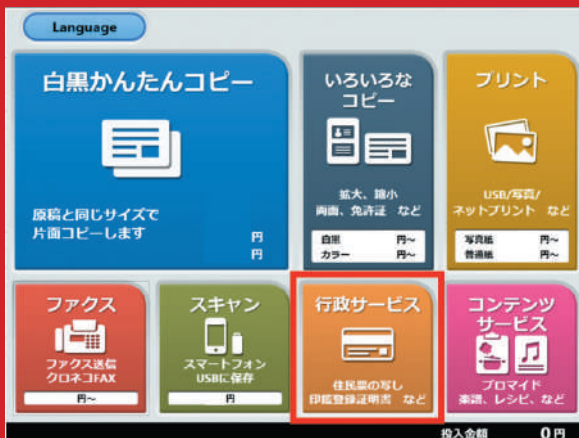 Language
白黒かんたんコピー
原稿と同じサイズで
片面コピーします
円
円
いろいろな
コピー
拡大、縮小
両面、免許証 など
白黒 円～
カラー 円～
プリント
USB/写真/
ネットプリント など
写真紙 円～
普通紙 円～
ファクス
ファクス送信
クロネコFAX
円～
スキャン
スマートフォン
USBに保存
円
行政サービス
住民票の写し
印鑑登録証明書 など
コンテンツ
サービス
ブロマイド
楽譜、レシピ、など
投入金額 0円